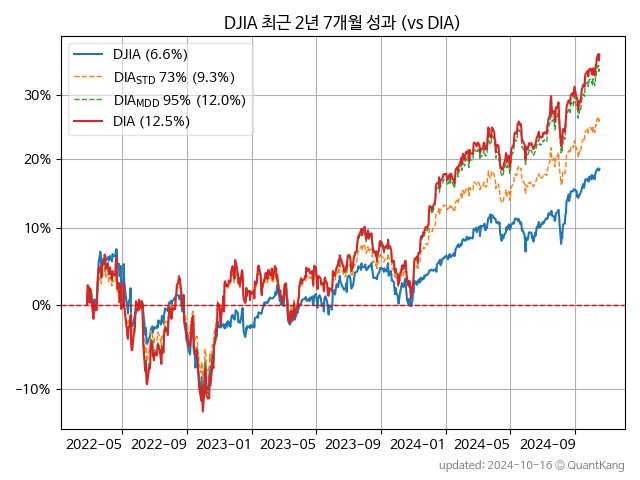 DJIA 최근 2년 7개월 성과 (vs DIA)
DJIA (6.6%)
DIA_STD 73% (9.3%)
DIA_MDD 95% (12.0%)
DIA (12.5%)
30%
20%
10%
0%
−10%
2022−05 2022−09 2023−01 2023−05 2023−09 2024−01 2024−05 2024−09
updated: 2024-10-16 © QuantKang